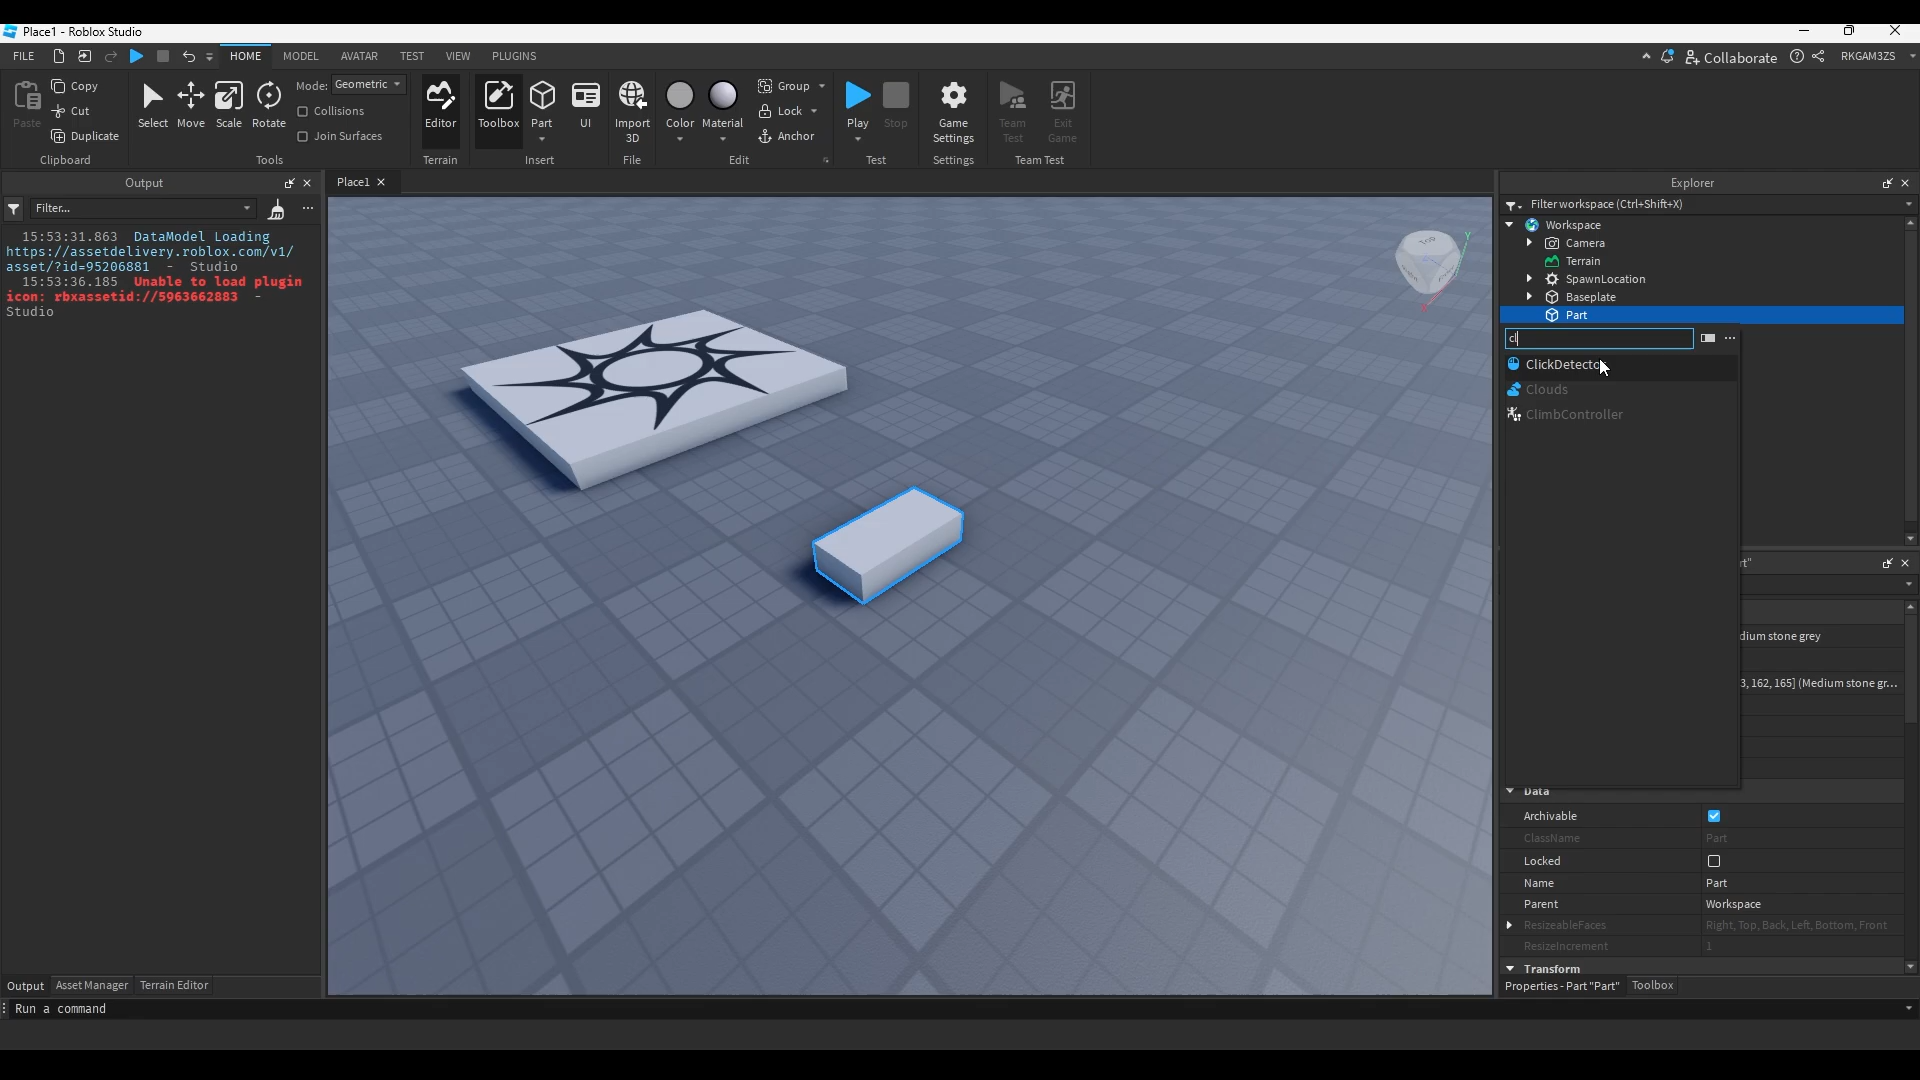 Place1 - Roblox Studio
FILE HOME MODEL AVATAR TEST VIEW PLUGINS Collaborate RKGAM3ZS
Paste Copy Cut Duplicate
Clipboard
Select Move Scale Rotate
Mode: Geometric
Collisions
Join Surfaces
Tools
Editor
Terrain
Toolbox Part UI
Insert
Import
3D
File
Color Material
Group
Lock
Anchor
Edit
Play Stop
Test
Game
Settings
Settings
Team
Test
Exit
Game
Team Test
Output
Filter...
15:53:31.863 DataModel Loading
https://assetdelivery.roblox.com/v1/
asset/?id=95206881 - Studio
15:53:36.185 Unable to load plugin
icon: rbxassetid://5963662883 -
Studio
Output Asset Manager Terrain Editor
Run a command
Place1
Top
Y
X
Explorer
Filter workspace (Ctrl+Shift+X)
Workspace
Camera
Terrain
SpawnLocation
Baseplate
Part
cl
ClickDetecto
Clouds
ClimbController
rt"
dium stone grey
3, 162, 165] (Medium stone gr...
Data
Archivable
ClassName Part
Locked
Name Part
Parent Workspace
ResizeableFaces Right, Top, Back, Left, Bottom, Front
ResizeIncrement 1
Transform
Properties - Part "Part" Toolbox